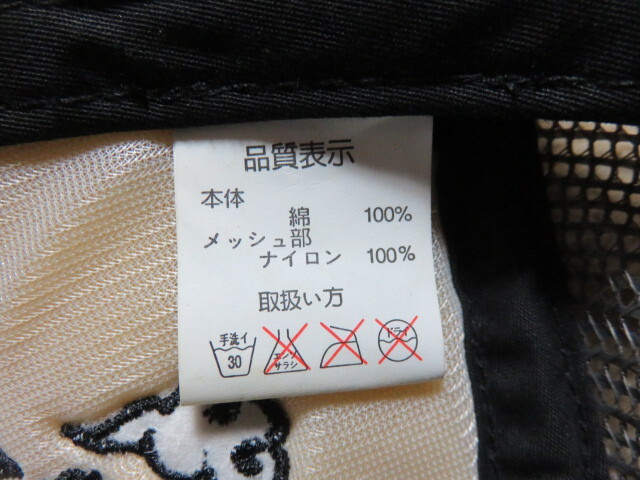 品質表示
本体
綿 100%
メッシュ部
ナイロン 100%
取扱い方
手洗イ
30
エンソ
サラシ
ドライ